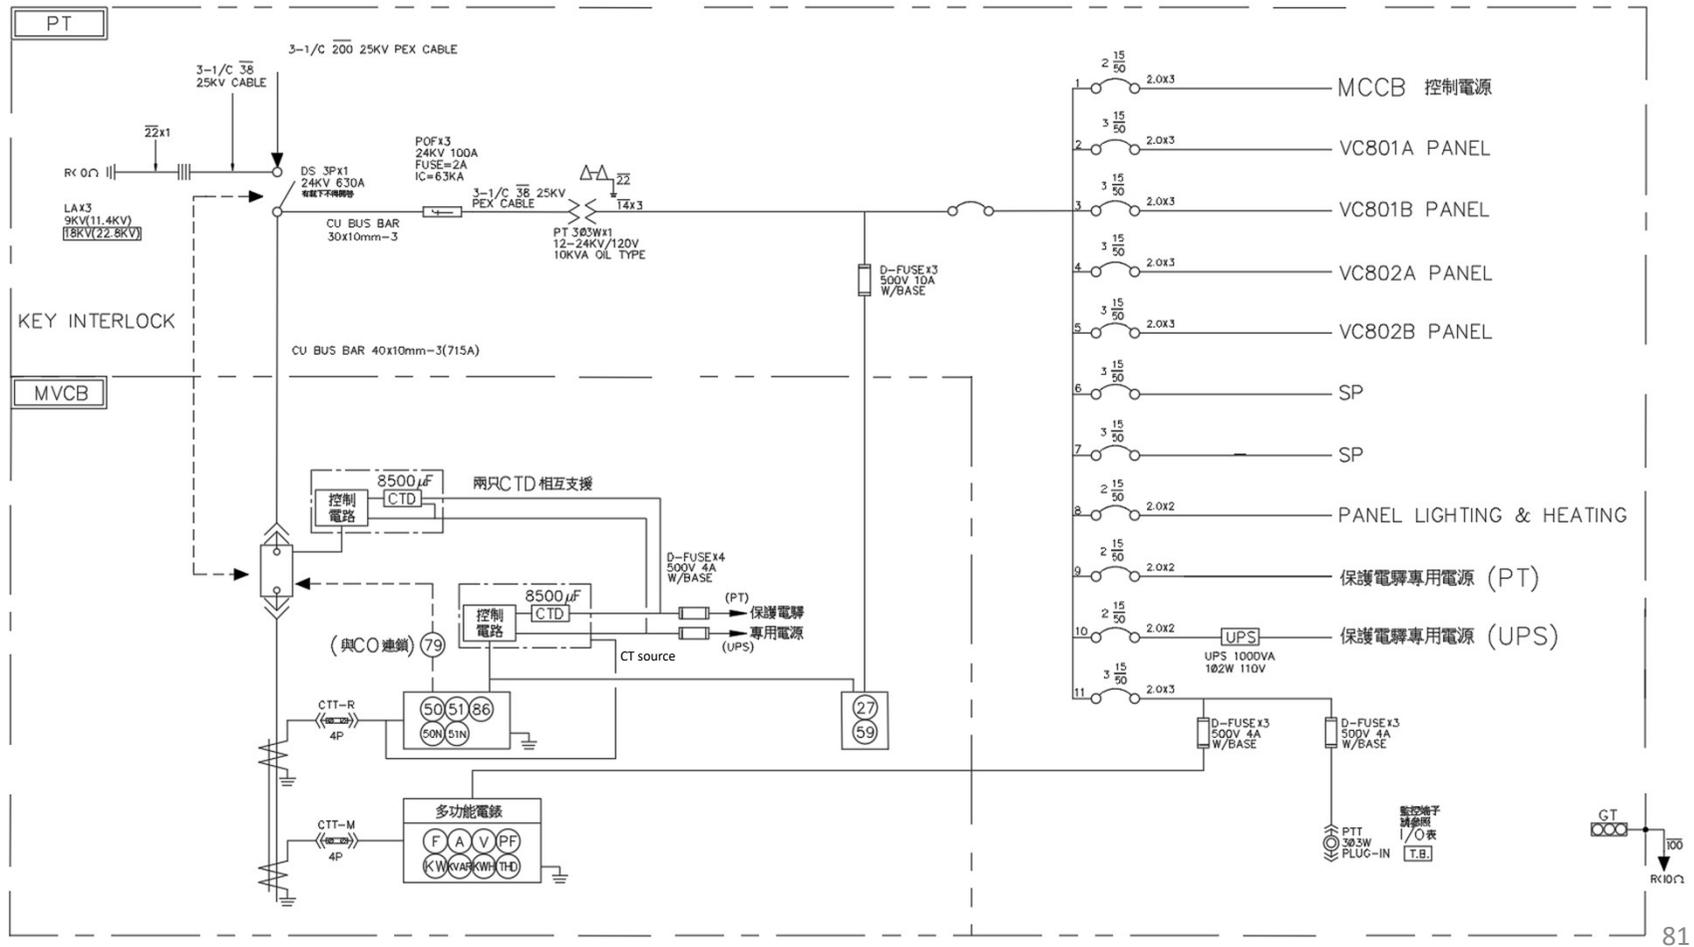 PT
3-1/C 200 25KV PEX CABLE
3-1/C 38
25KV CABLE
22x1
R<10Ω
LAX3
9KV(11.4KV)
18KV(22.8KV)
DS 3Px1
24KV 630A
CU BUS BAR
30x10mm-3
POFx3
24KV 100A
FUSE=2A
IC=63KA
3-1/C 38 25KV
PEX CABLE
22
14x3
PT 3Ø3Wx1
12-24KV/120V
10KVA OIL TYPE
D-FUSEx3
500V 10A
W/BASE
KEY INTERLOCK
CU BUS BAR 40x10mm-3(715A)
1
2 15
50
2.0x3
MCCB 控制電源
2
3 15
50
2.0x3
VC801A PANEL
3
3 15
50
2.0x3
VC801B PANEL
4
3 15
50
2.0x3
VC802A PANEL
5
3 15
50
2.0x3
VC802B PANEL
6
3 15
50
2.0x3
SP
7
3 15
50
2.0x3
SP
8
2 15
50
2.0x2
PANEL LIGHTING & HEATING
9
2 15
50
2.0x2
保護電驛專用電源 (PT)
10
2 15
50
2.0x2
UPS
UPS 1000VA
1Ø2W 110V
保護電驛專用電源 (UPS)
11
3 15
50
2.0x3
D-FUSEx3
500V 4A
W/BASE
D-FUSEx3
500V 4A
W/BASE
PTT
3Ø3W
PLUG-IN
監控端子
請參照
I/O表
T.B.
GT
100
R<10Ω
MVCB
8500μF
控制
電路
CTD
兩只CTD相互支援
D-FUSEx4
500V 4A
W/BASE
8500μF
控制
電路
CTD
(PT)
保護電驛
專用電源
(UPS)
CT source
(與CO連鎖)
79
CTT-R
4P
50 51 86
50N 51N
27
59
CTT-M
4P
多功能電錶
F A V PF
KW KVAR KWH THD
81